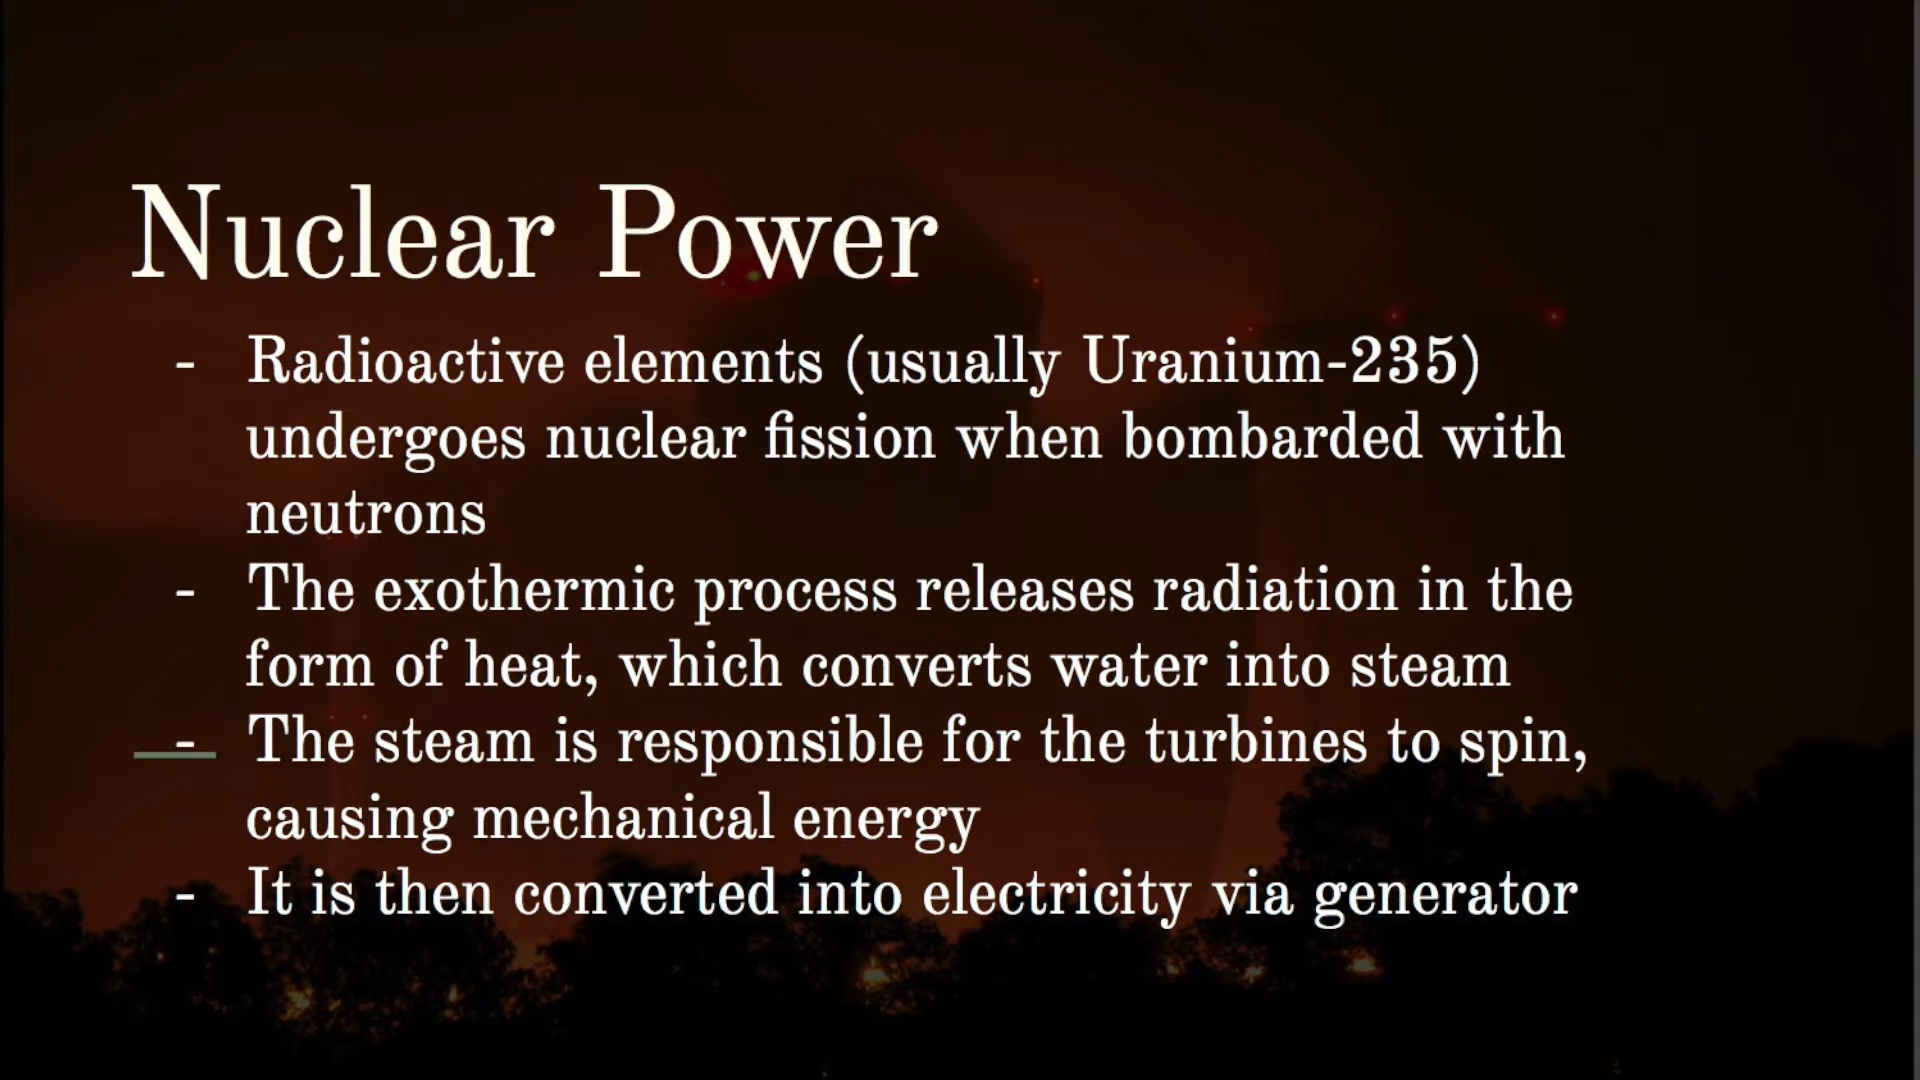 Nuclear Power
- Radioactive elements (usually Uranium-235)
undergoes nuclear fission when bombarded with
neutrons
- The exothermic process releases radiation in the
form of heat, which converts water into steam
- The steam is responsible for the turbines to spin,
causing mechanical energy
- It is then converted into electricity via generator